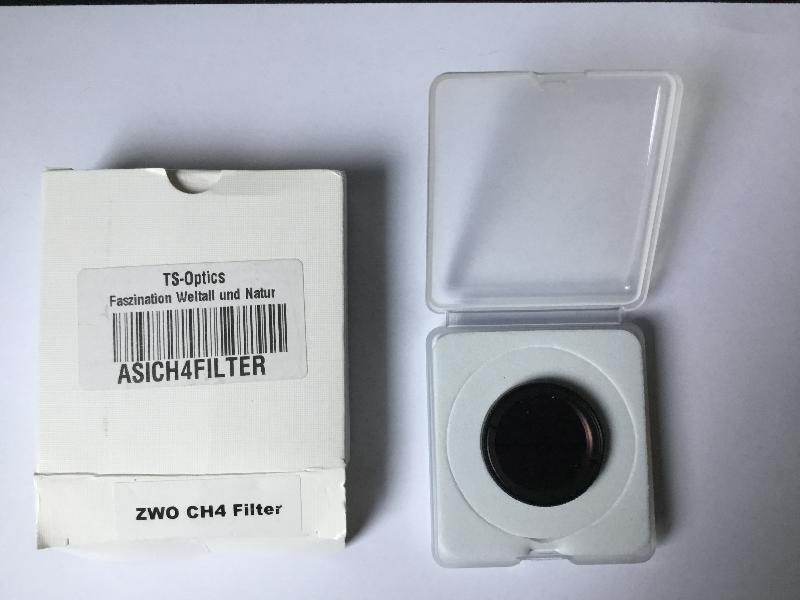 TS-Optics
Faszination Weltall und Natur
ASICH4FILTER
ZWO CH4 Filter